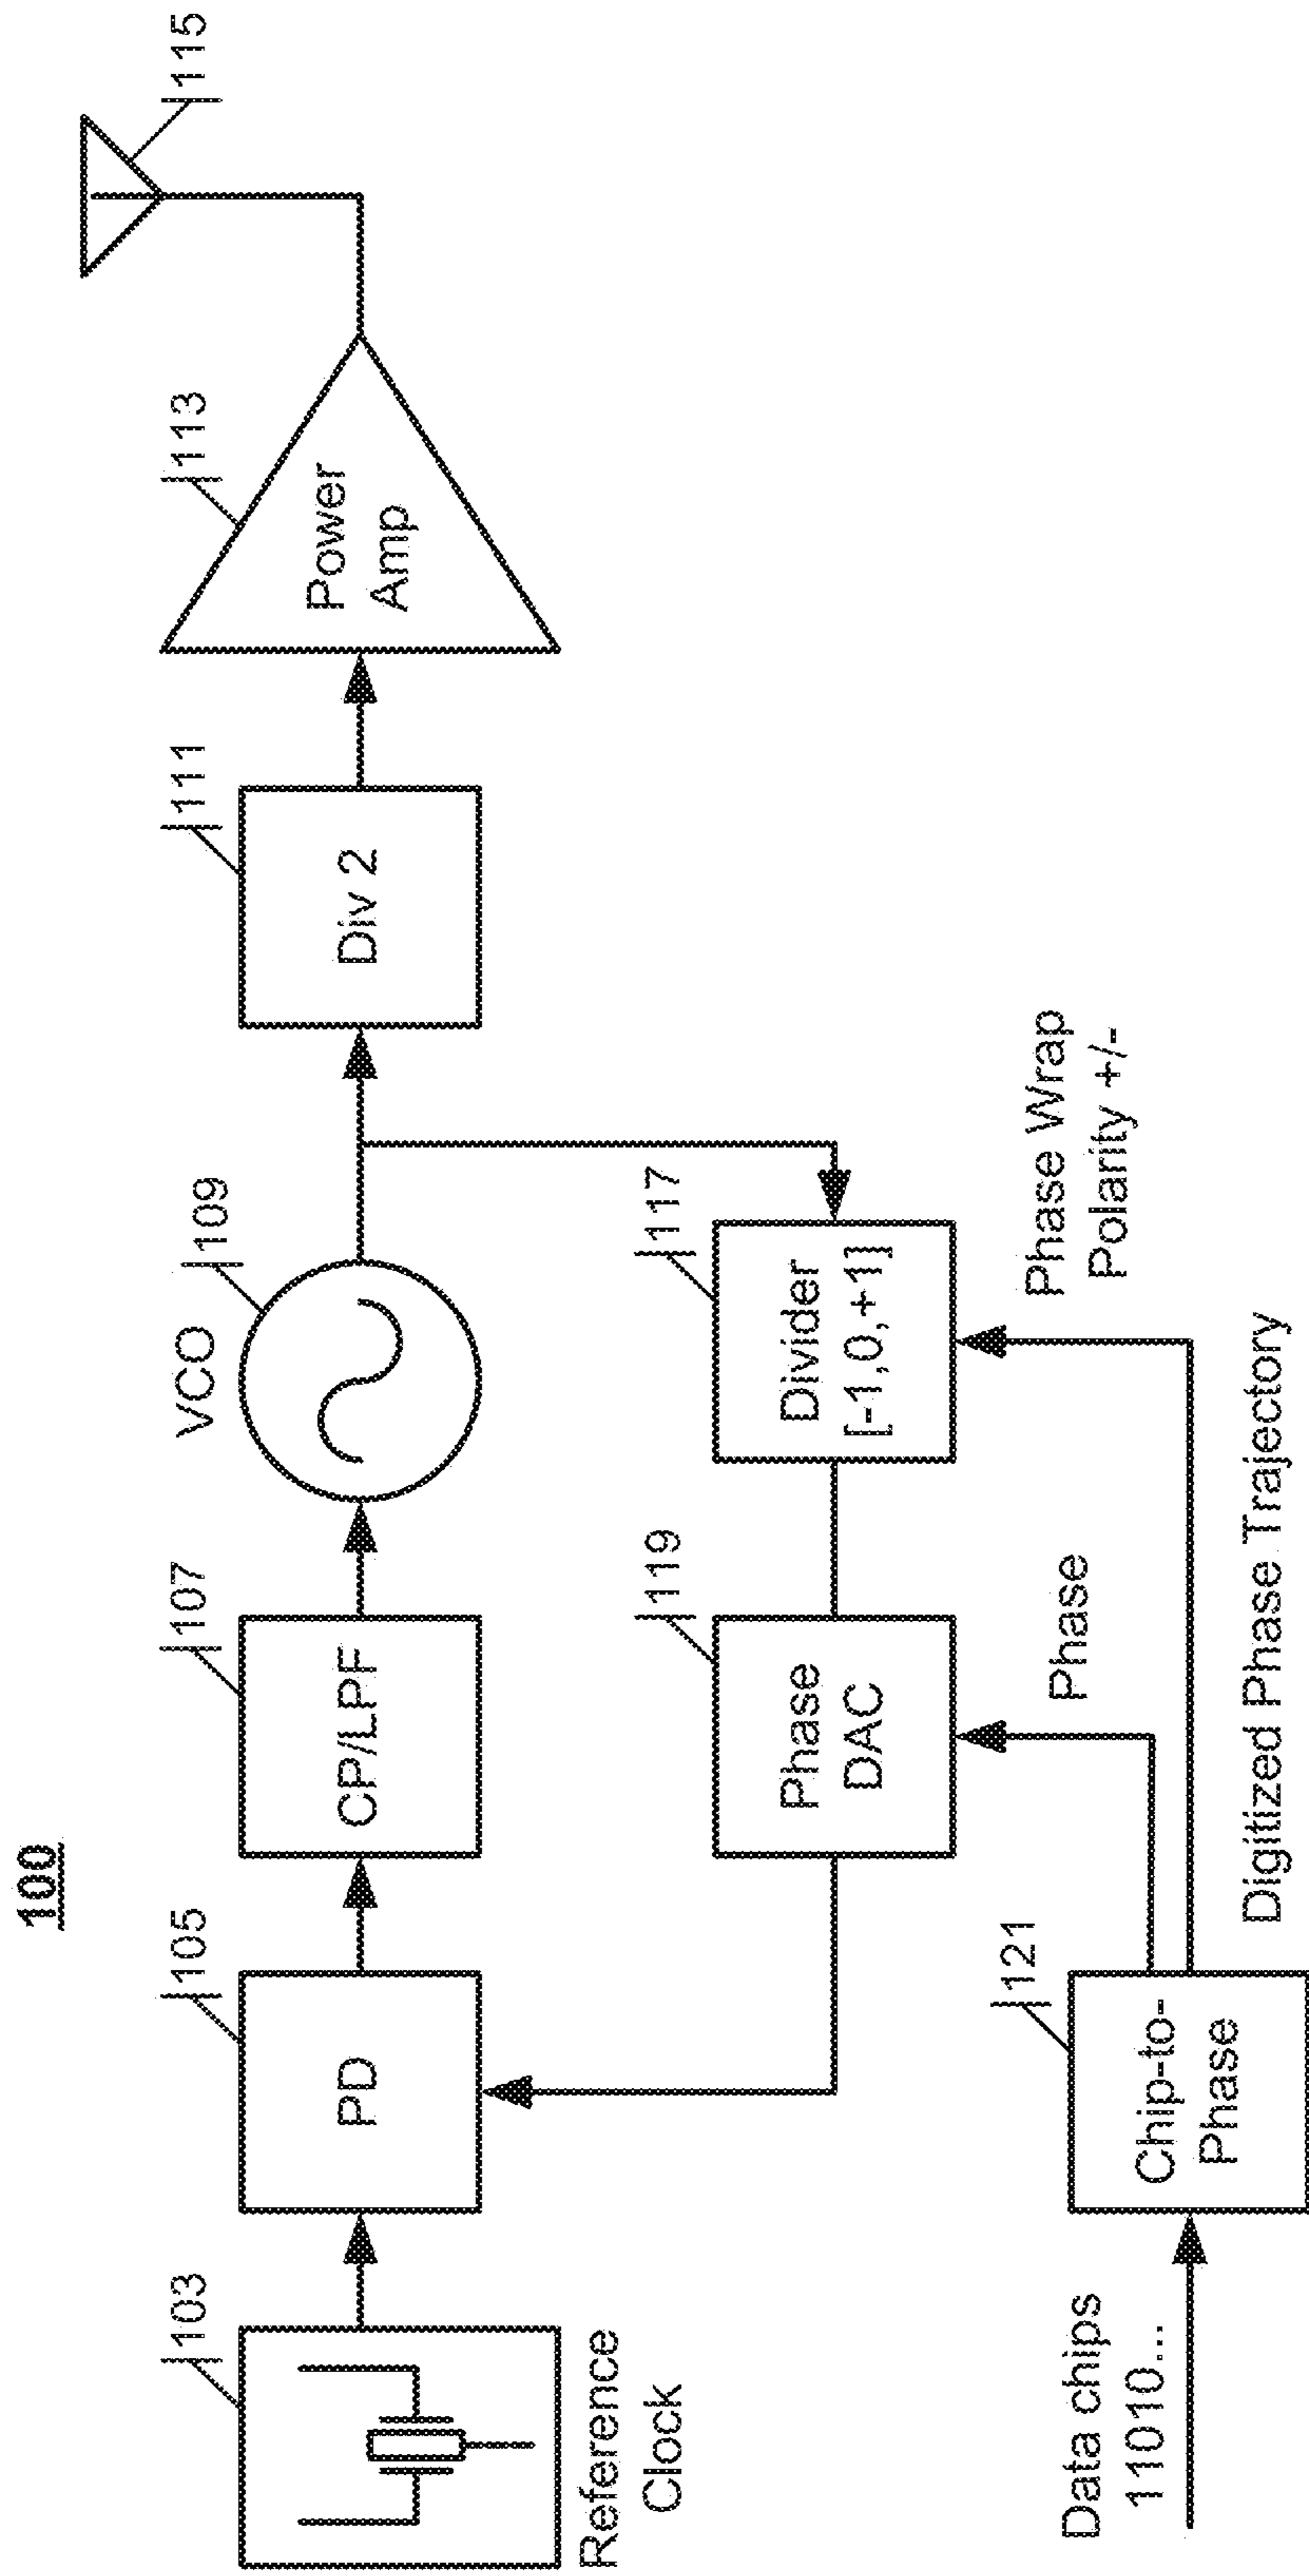 100
103
105
107
VCO
109
111
113
115
PD
CP/LPF
Div 2
Power
Amp
Reference
Clock
119
117
Phase
DAC
Divider
[-1,0,+1]
Phase
Phase Wrap
Polarity +/-
Data chips
11010...
121
Chip-to-
Phase
Digitized Phase Trajectory